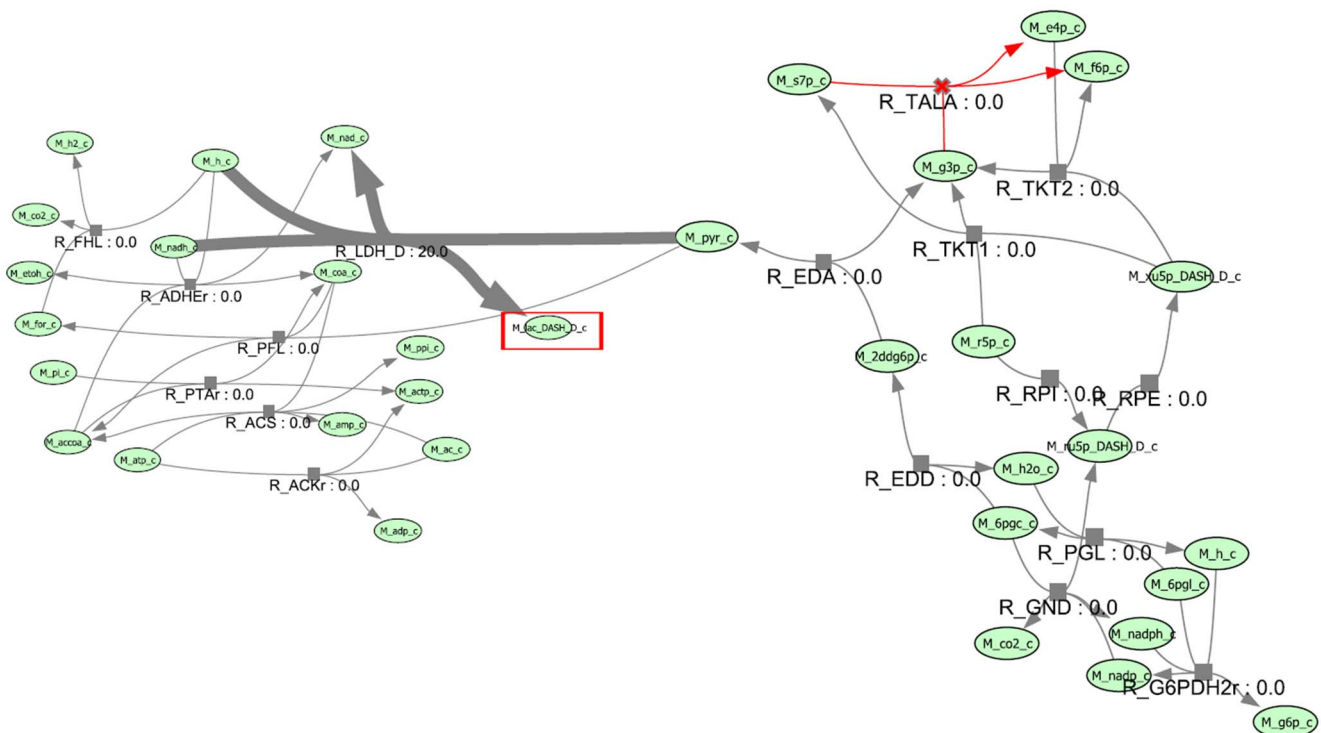 M_e4p_c
M_f6p_c
M_s7p_c
R_TALA : 0.0
M_h2_c
M_nad_c
M_h_c
M_g3p_c
R_TKT2 : 0.0
M_co2_c
R_FHL : 0.0
M_nadh_c
R_LDH_D : 20.0
M_pyr_c
R_TKT1 : 0.0
M_etoh_c
M_coa_c
R_EDA : 0.0
M_xu5p_DASH_D_c
R_ADHEr : 0.0
M_for_c
M_lac_DASH_D_c
R_PFL : 0.0
M_ppi_c
M_r5p_c
M_2ddg6p_c
M_pi_c
R_PTAr : 0.0
M_actp_c
R_RPI : 0.0
R_RPE : 0.0
R_ACS : 0.0
M_amp_c
M_accoa_c
M_atp_c
M_ac_c
M_ru5p_DASH_D_c
R_ACKr : 0.0
R_EDD : 0.0
M_h2o_c
M_adp_c
M_6pgc_c
R_PGL : 0.0
M_h_c
M_6pgl_c
R_GND : 0.0
M_co2_c
M_nadph_c
M_nadp_c
R_G6PDH2r : 0.0
M_g6p_c